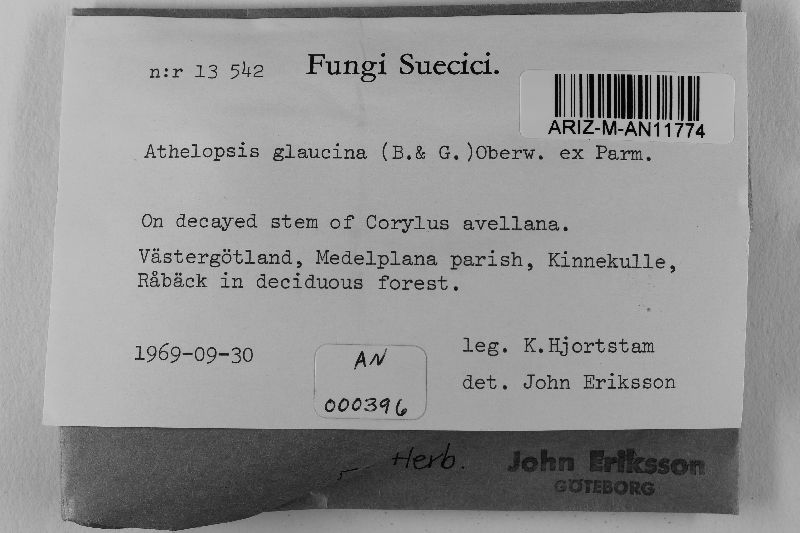 n:r 13 542
Fungi Suecici.
ARIZ-M-AN11774
Athelopsis glaucina (B.& G.)Oberw. ex Parm.
On decayed stem of Corylus avellana.
Västergötland, Medelplana parish, Kinnekulle,
Råbäck in deciduous forest.
1969-09-30
AN
000396
leg. K.Hjortstam
det. John Eriksson
Herb. John Eriksson
GÖTEBORG